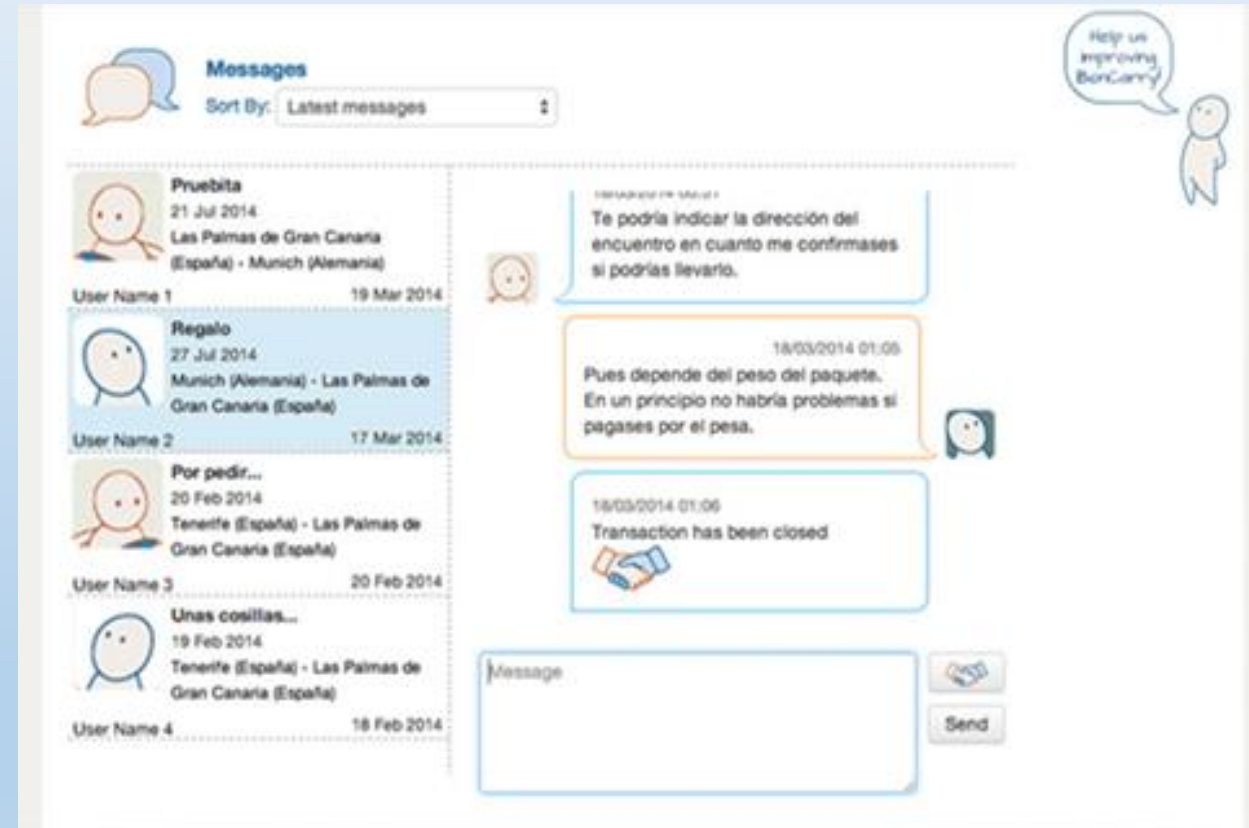 Messages
Sort By: Latest messages
Help us
improving
BonCarry!
Pruebita
21 Jul 2014
Las Palmas de Gran Canaria
(España) - Munich (Alemania)
User Name 1 19 Mar 2014
Regalo
27 Jul 2014
Munich (Alemania) - Las Palmas de
Gran Canaria (España)
User Name 2 17 Mar 2014
Por pedir...
20 Feb 2014
Tenerife (España) - Las Palmas de
Gran Canaria (España)
User Name 3 20 Feb 2014
Unas cosillas...
19 Feb 2014
Tenerife (España) - Las Palmas de
Gran Canaria (España)
User Name 4 18 Feb 2014
Te podría indicar la dirección del
encuentro en cuanto me confirmases
si podrías llevarlo.
18/03/2014 01:05
Pues depende del peso del paquete.
En un principio no habría problemas si
pagases por el pesa.
18/03/2014 01:06
Transaction has been closed
Message
Send